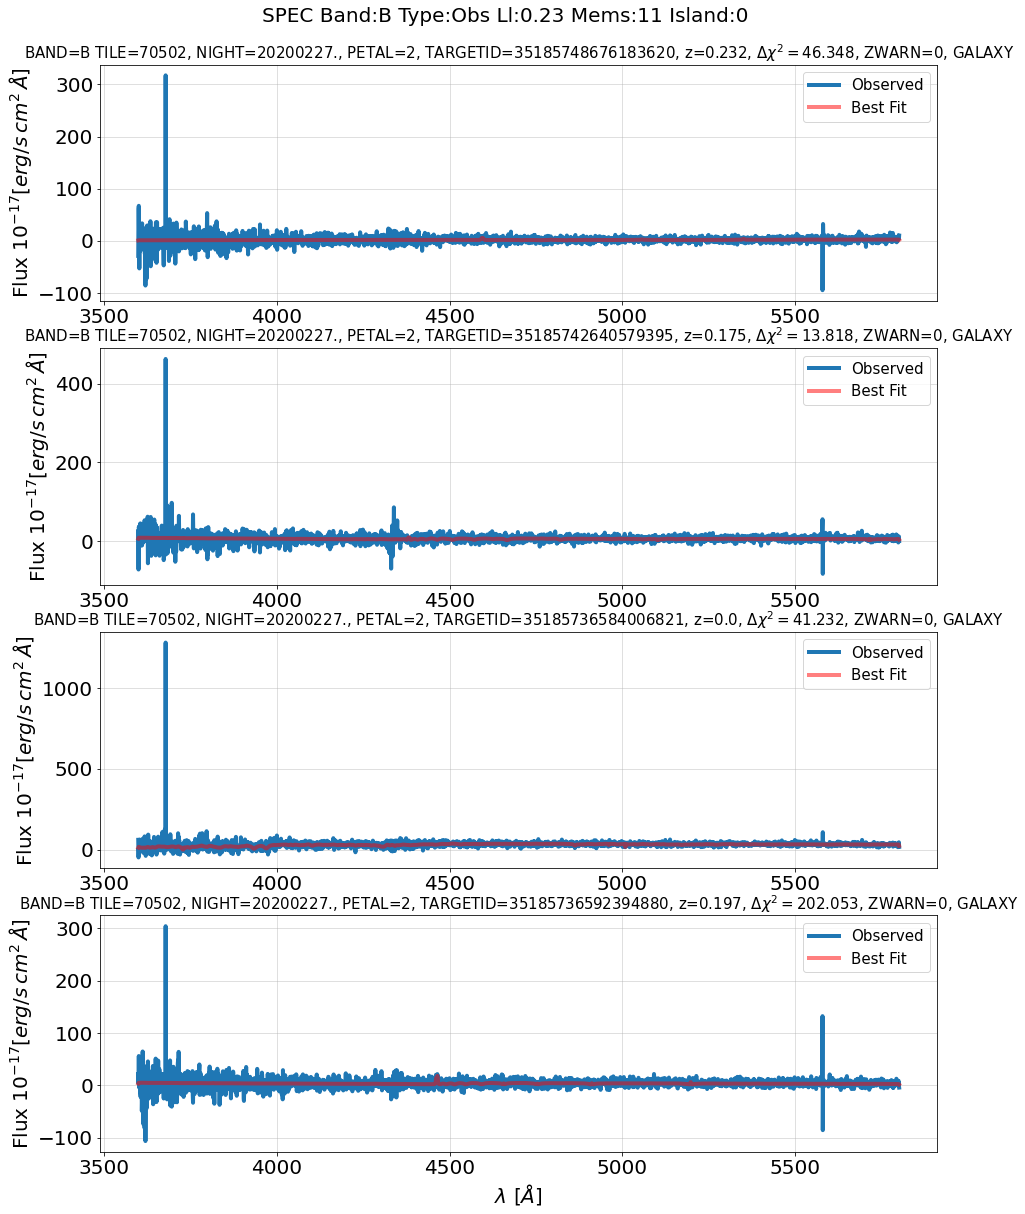 SPEC Band:B Type:Obs Ll:0.23 Mems:11 Island:0
BAND=B TILE=70502, NIGHT=20200227., PETAL=2, TARGETID=35185748676183620, z=0.232, Δχ² = 46.348, ZWARN=0, GALAXY
Flux 10⁻¹⁷[erg/s cm² Å]
300
200
100
0
−100
Observed
Best Fit
3500 4000 4500 5000 5500
BAND=B TILE=70502, NIGHT=20200227., PETAL=2, TARGETID=35185742640579395, z=0.175, Δχ² = 13.818, ZWARN=0, GALAXY
Flux 10⁻¹⁷[erg/s cm² Å]
400
200
0
Observed
Best Fit
3500 4000 4500 5000 5500
BAND=B TILE=70502, NIGHT=20200227., PETAL=2, TARGETID=35185736584006821, z=0.0, Δχ² = 41.232, ZWARN=0, GALAXY
Flux 10⁻¹⁷[erg/s cm² Å]
1000
500
0
Observed
Best Fit
3500 4000 4500 5000 5500
BAND=B TILE=70502, NIGHT=20200227., PETAL=2, TARGETID=35185736592394880, z=0.197, Δχ² = 202.053, ZWARN=0, GALAXY
Flux 10⁻¹⁷[erg/s cm² Å]
300
200
100
0
−100
Observed
Best Fit
3500 4000 4500 5000 5500
λ [Å]